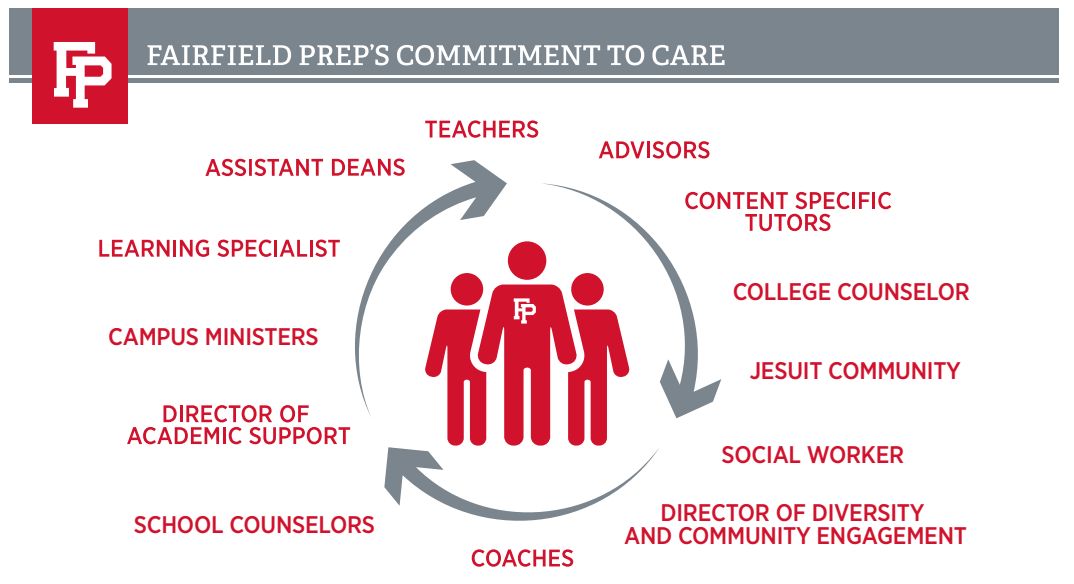 FP
FAIRFIELD PREP'S COMMITMENT TO CARE
TEACHERS
ADVISORS
CONTENT SPECIFIC
TUTORS
COLLEGE COUNSELOR
JESUIT COMMUNITY
SOCIAL WORKER
DIRECTOR OF DIVERSITY
AND COMMUNITY ENGAGEMENT
COACHES
SCHOOL COUNSELORS
DIRECTOR OF
ACADEMIC SUPPORT
CAMPUS MINISTERS
LEARNING SPECIALIST
ASSISTANT DEANS
FP